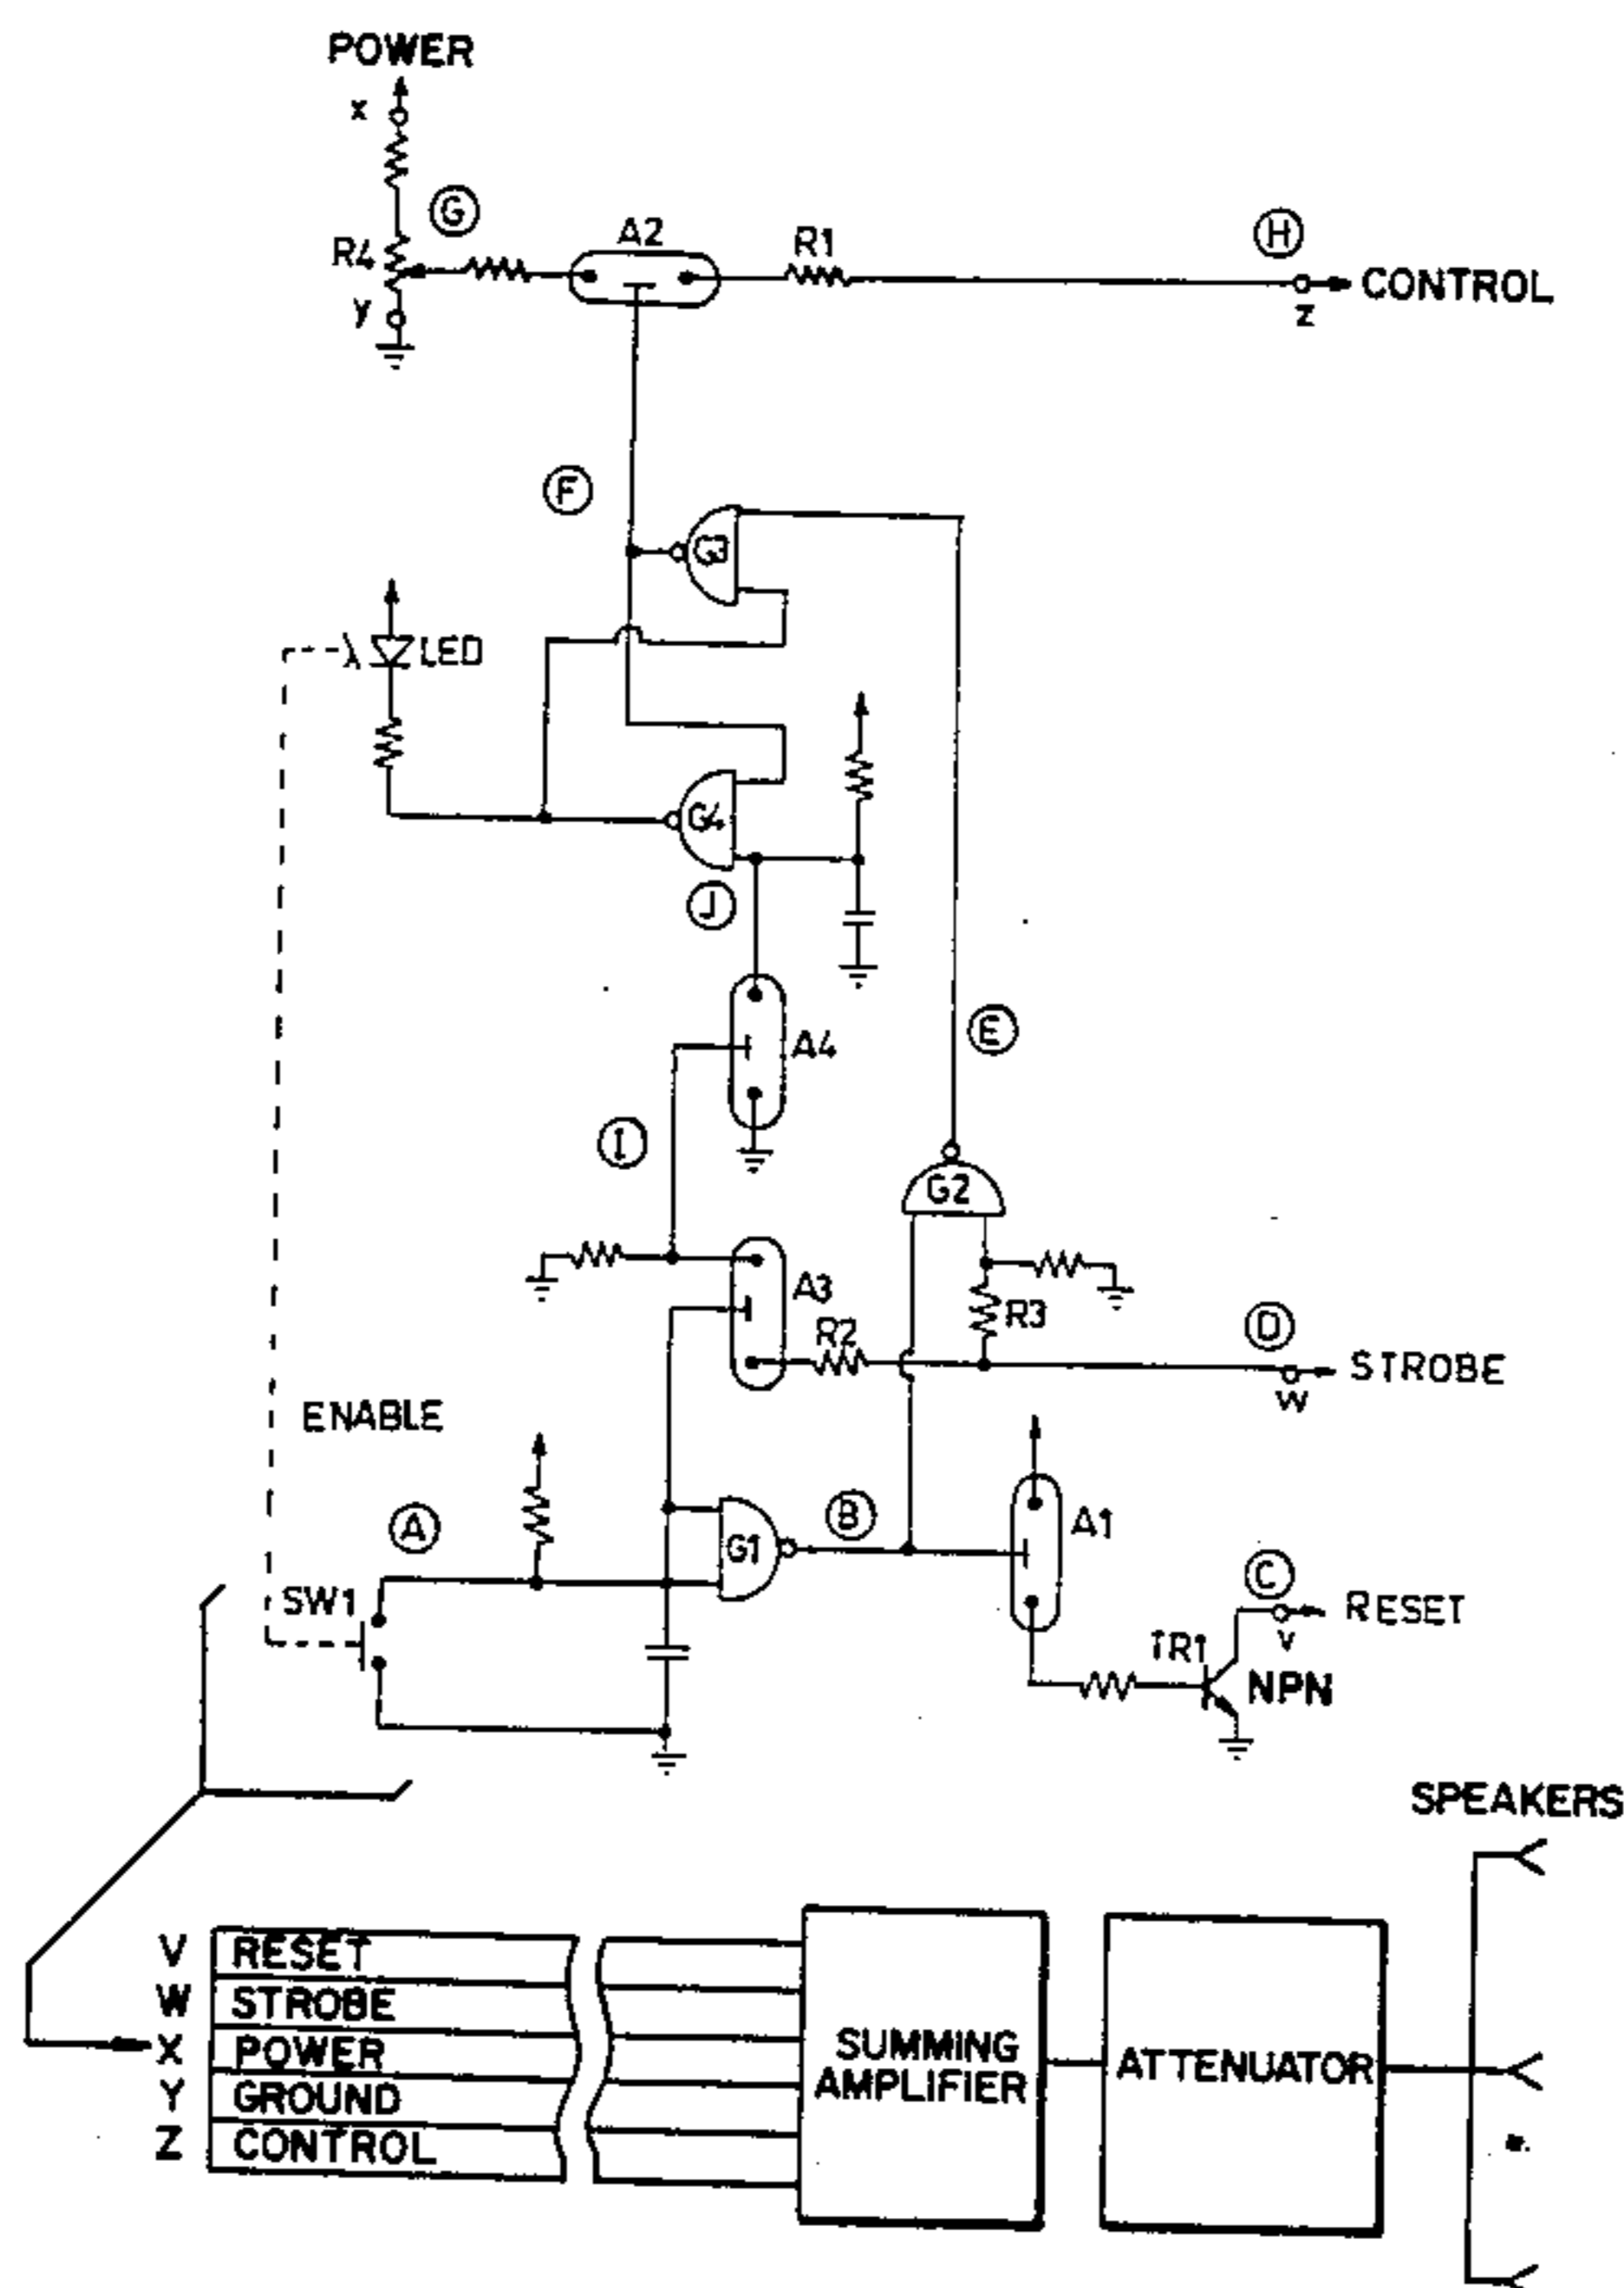 POWER
x
G
A2
R1
H
R4
CONTROL
y
z
F
G3
λ
LED
G4
J
A4
E
I
G2
A3
R3
R2
D
STROBE
W
ENABLE
A
B
A1
G1
C
SW1
RESET
TR1
V
NPN
SPEAKERS
V RESET
W STROBE
X POWER
Y GROUND
Z CONTROL
SUMMING
AMPLIFIER
ATTENUATOR